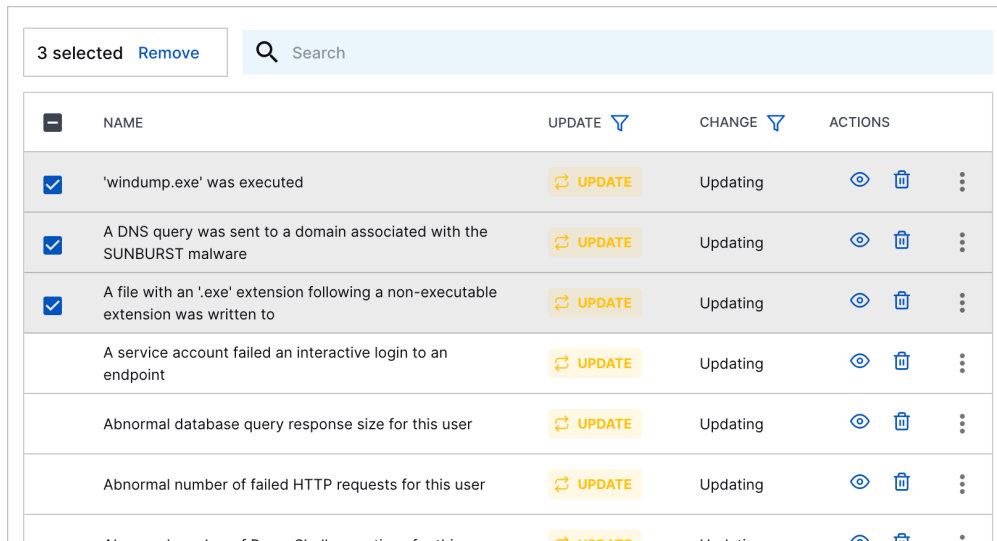 3 selected Remove
Search
NAME UPDATE CHANGE ACTIONS
'windump.exe' was executed UPDATE Updating
A DNS query was sent to a domain associated with the
SUNBURST malware
UPDATE Updating
A file with an '.exe' extension following a non-executable
extension was written to
UPDATE Updating
A service account failed an interactive login to an
endpoint
UPDATE Updating
Abnormal database query response size for this user UPDATE Updating
Abnormal number of failed HTTP requests for this user UPDATE Updating